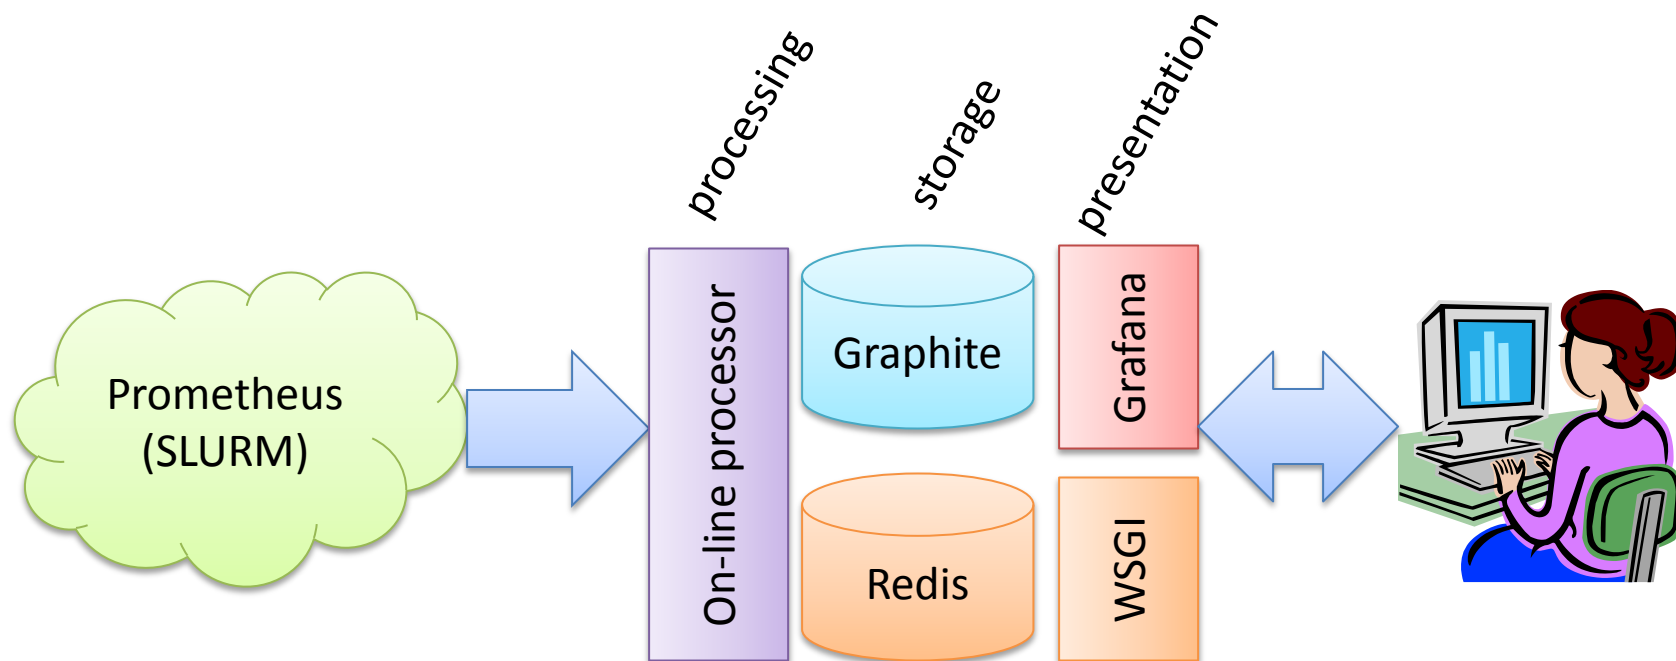 processing
storage
presentation
Prometheus
(SLURM)
On-line processor
Graphite
Redis
Grafana
WSGI